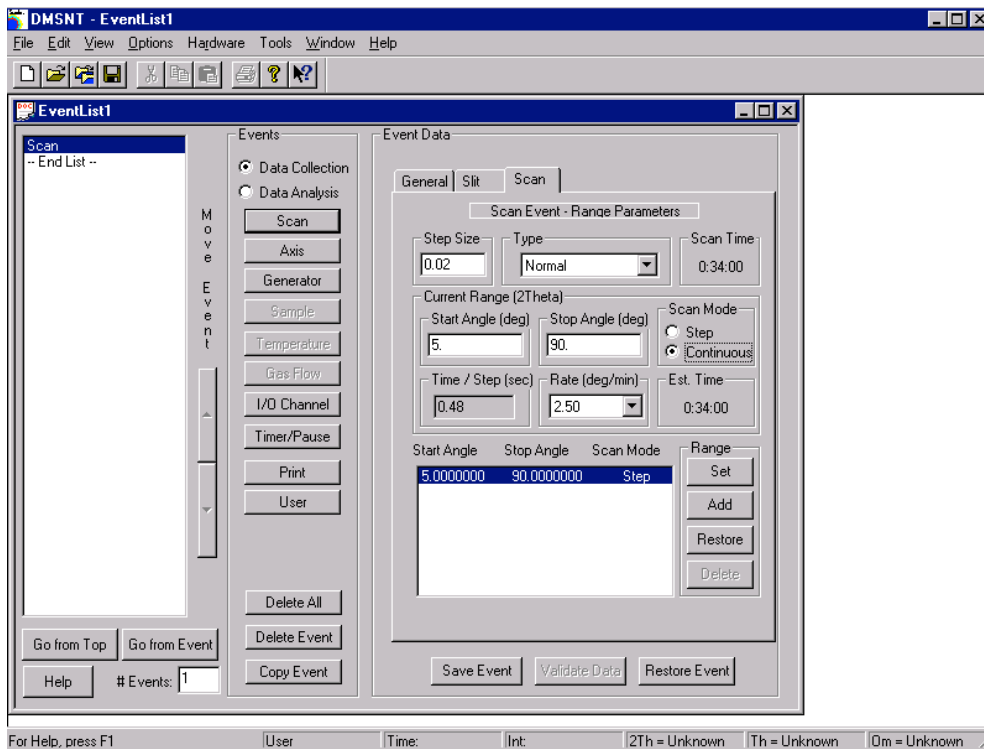 DMSNT - EventList1
File Edit View Options Hardware Tools Window Help
EventList1
Scan
-- End List --
Move Event
Go from Top
Go from Event
Help
# Events: 1
Events
Data Collection
Data Analysis
Scan
Axis
Generator
Sample
Temperature
Gas Flow
I/O Channel
Timer/Pause
Print
User
Delete All
Delete Event
Copy Event
Event Data
General Slit Scan
Scan Event - Range Parameters
Step Size Type Scan Time
0.02 Normal 0:34:00
Current Range (2Theta)
Start Angle (deg) Stop Angle (deg)
5. 90.
Scan Mode
Step
Continuous
Time / Step (sec) Rate (deg/min) Est. Time
0.48 2.50 0:34:00
Start Angle Stop Angle Scan Mode
5.0000000 90.0000000 Step
Range
Set
Add
Restore
Delete
Save Event Validate Data Restore Event
For Help, press F1 User Time: Int: 2Th = Unknown Th = Unknown Om = Unknown